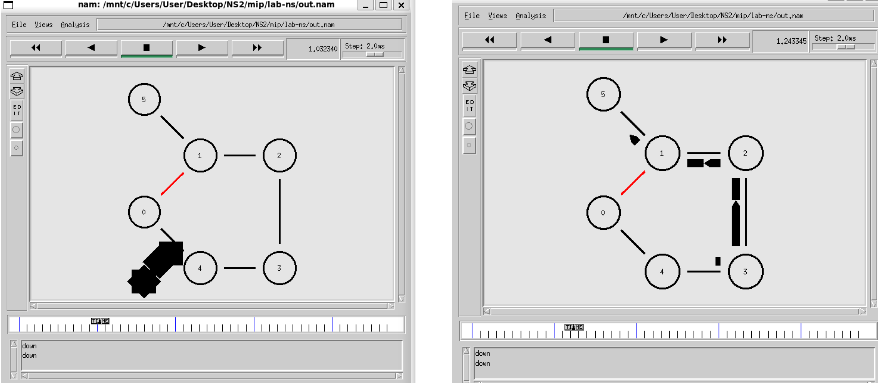 nam: /mnt/c/Users/User/Desktop/NS2/mip/lab-ns/out.nam
File Views Analysis /mnt/c/Users/User/Desktop/NS2/mip/lab-ns/out.nam
1.032340 Step: 2.0ms
E D
I T
5
1
2
0
4
3
down
down
File Views Analysis /mnt/c/Users/User/Desktop/NS2/mip/lab-ns/out.nam
1.243345 Step: 2.0ms
E D
I T
5
1
2
0
4
3
down
down